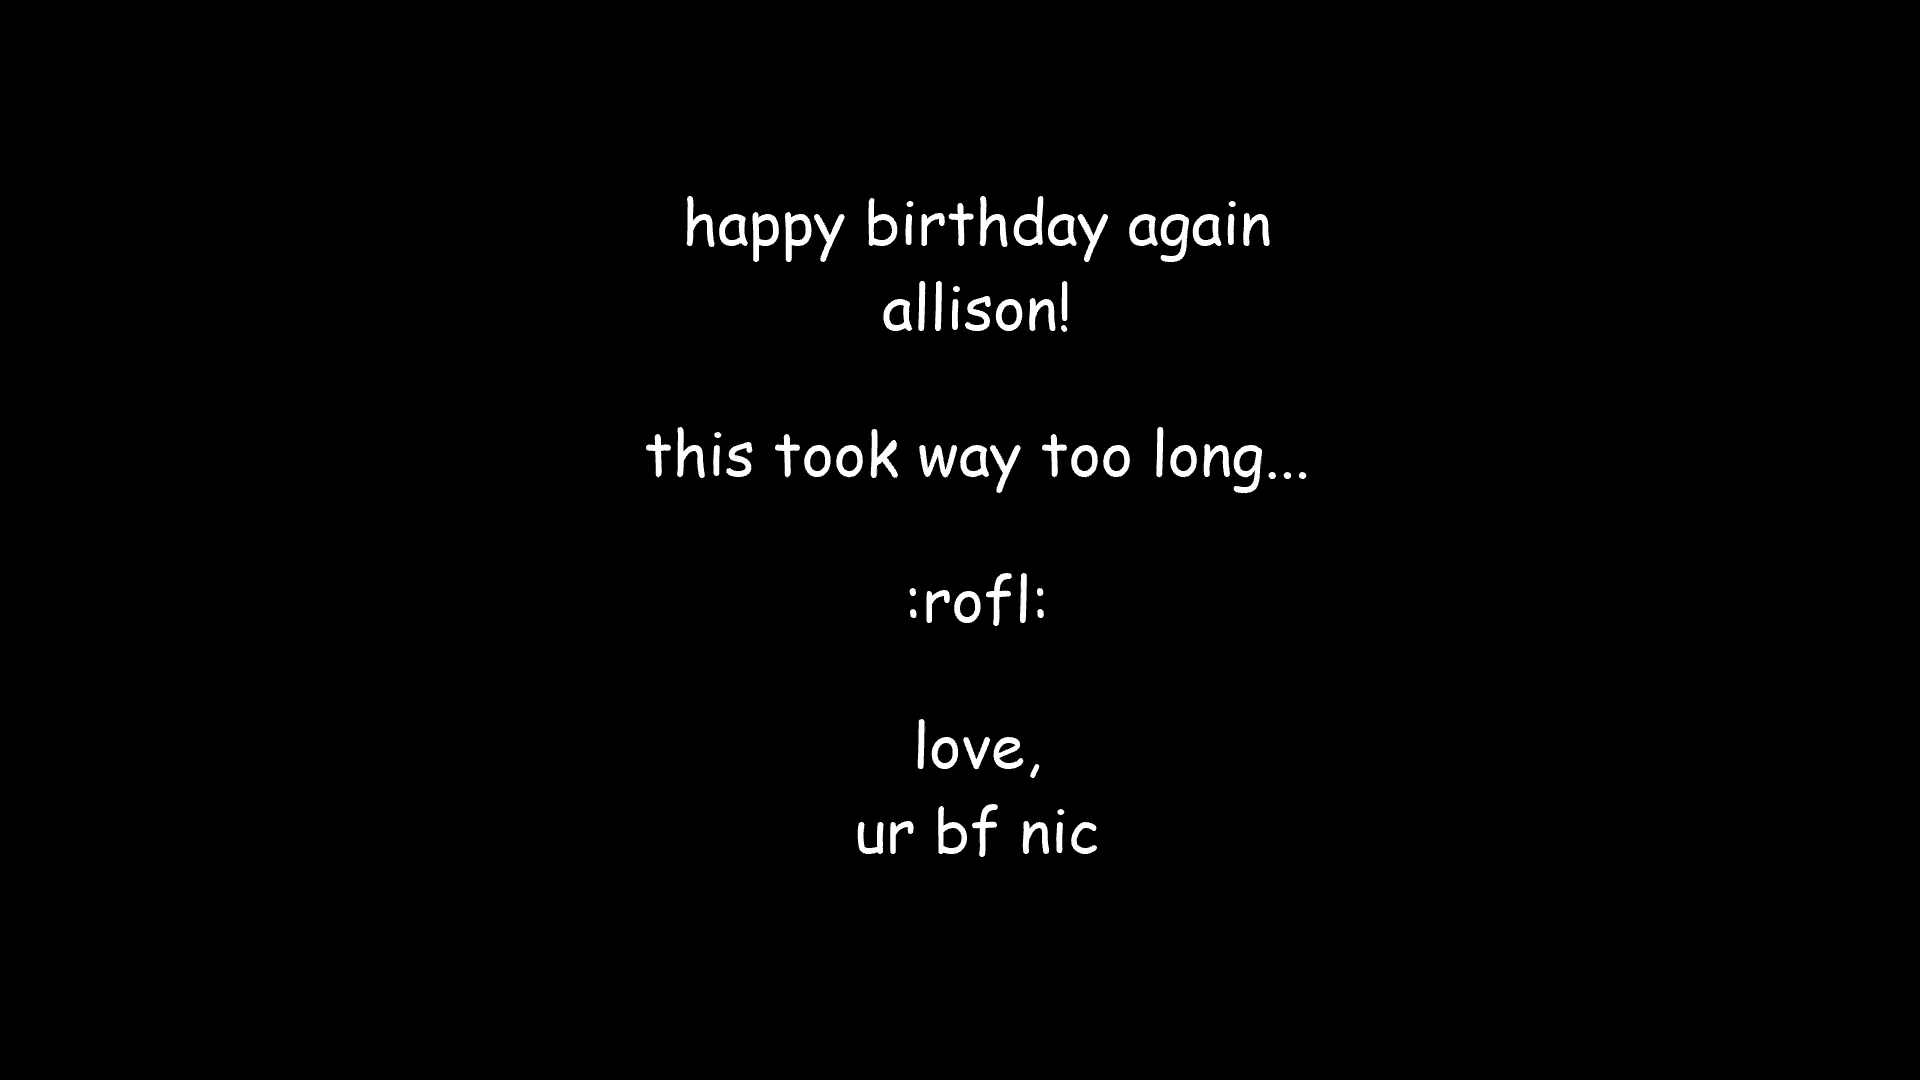 happy birthday again
allison!
this took way too long...
:rofl:
love,
ur bf nic